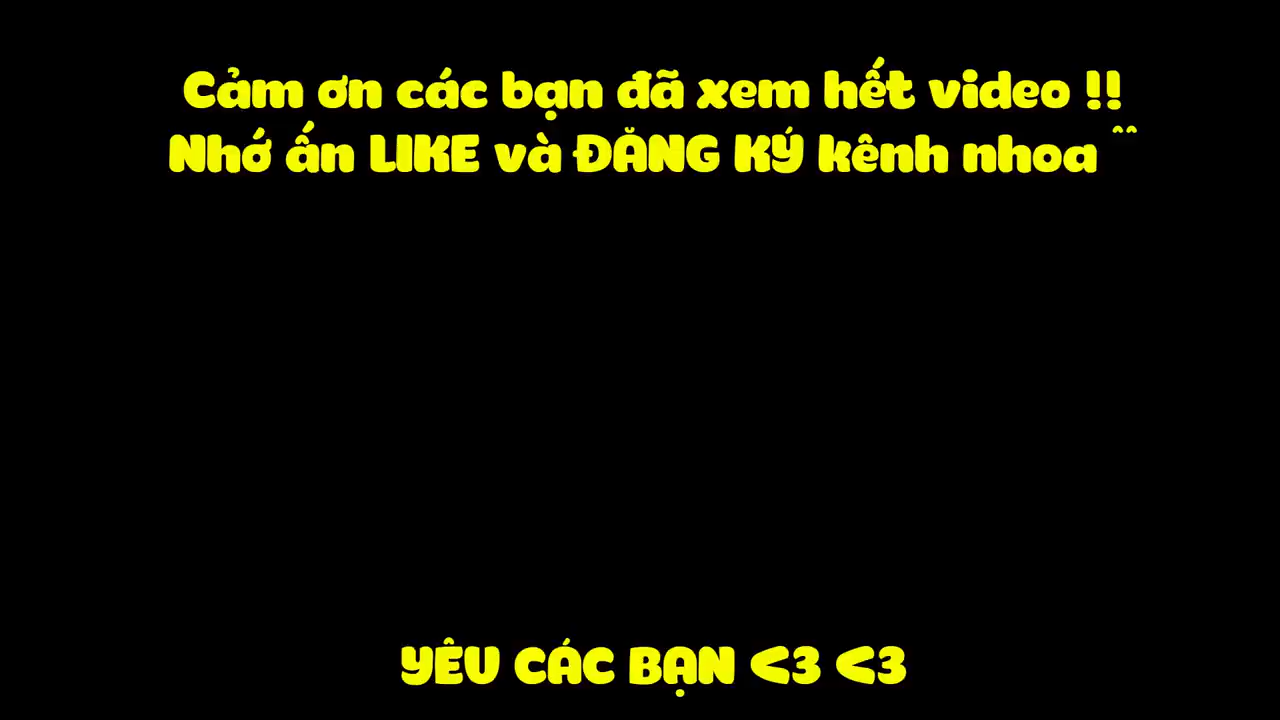 Cảm ơn các bạn đã xem hết video !!
Nhớ ấn LIKE và ĐĂNG KÝ kênh nhoa ^^
YÊU CÁC BẠN <3 <3